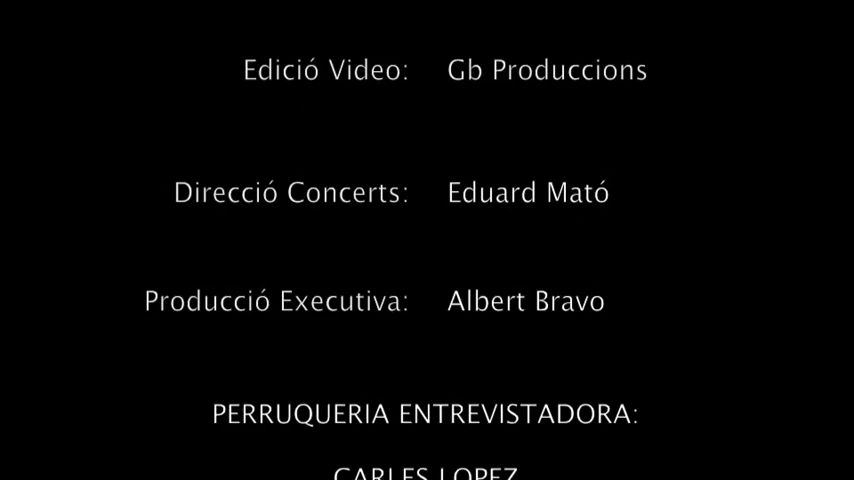 Edició Video: Gb Produccions
Direcció Concerts: Eduard Mató
Producció Executiva: Albert Bravo
PERRUQUERIA ENTREVISTADORA:
CARLES LOPEZ